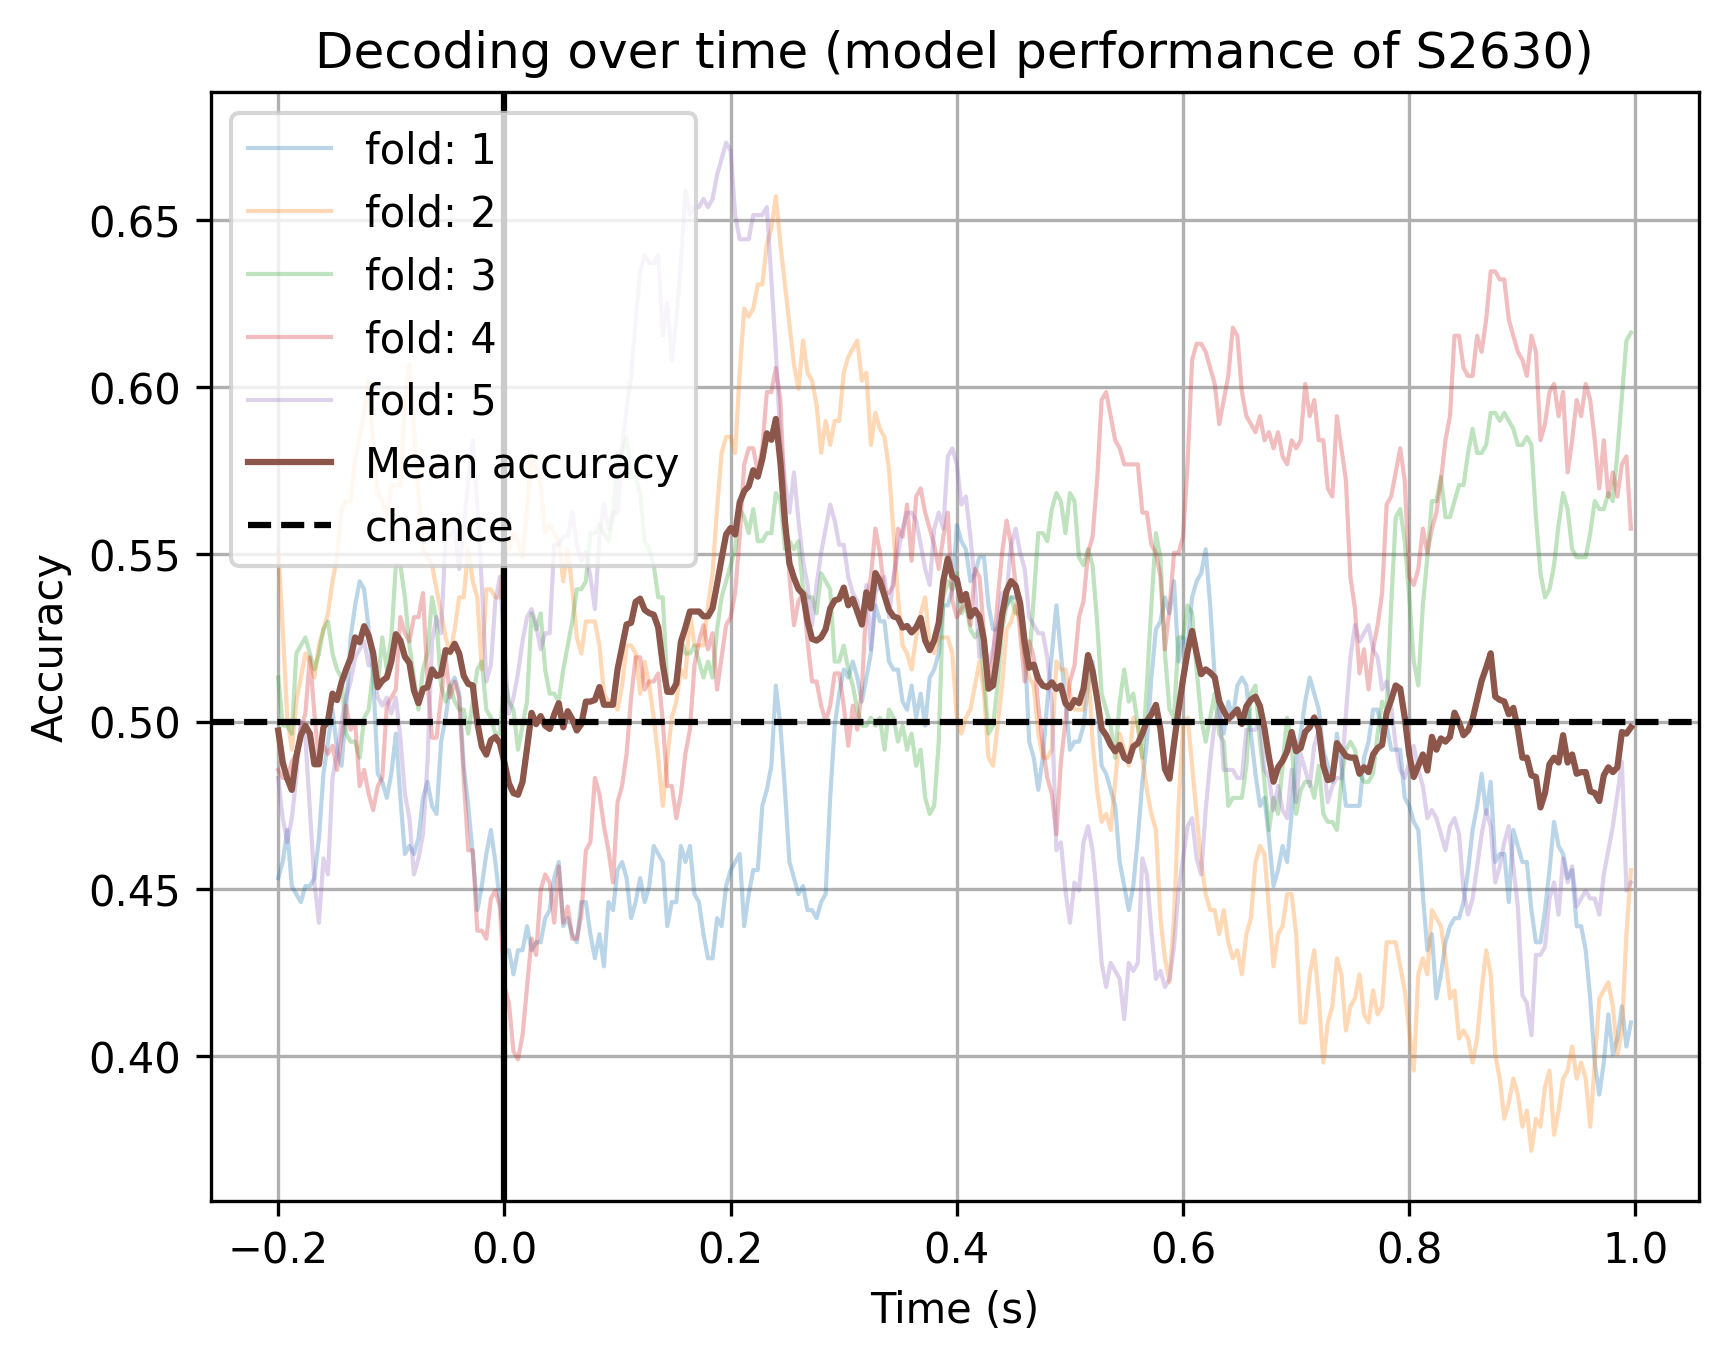 Decoding over time (model performance of S2630)
fold: 1
fold: 2
fold: 3
fold: 4
fold: 5
Mean accuracy
chance
Accuracy
0.65
0.60
0.55
0.50
0.45
0.40
−0.2 0.0 0.2 0.4 0.6 0.8 1.0
Time (s)